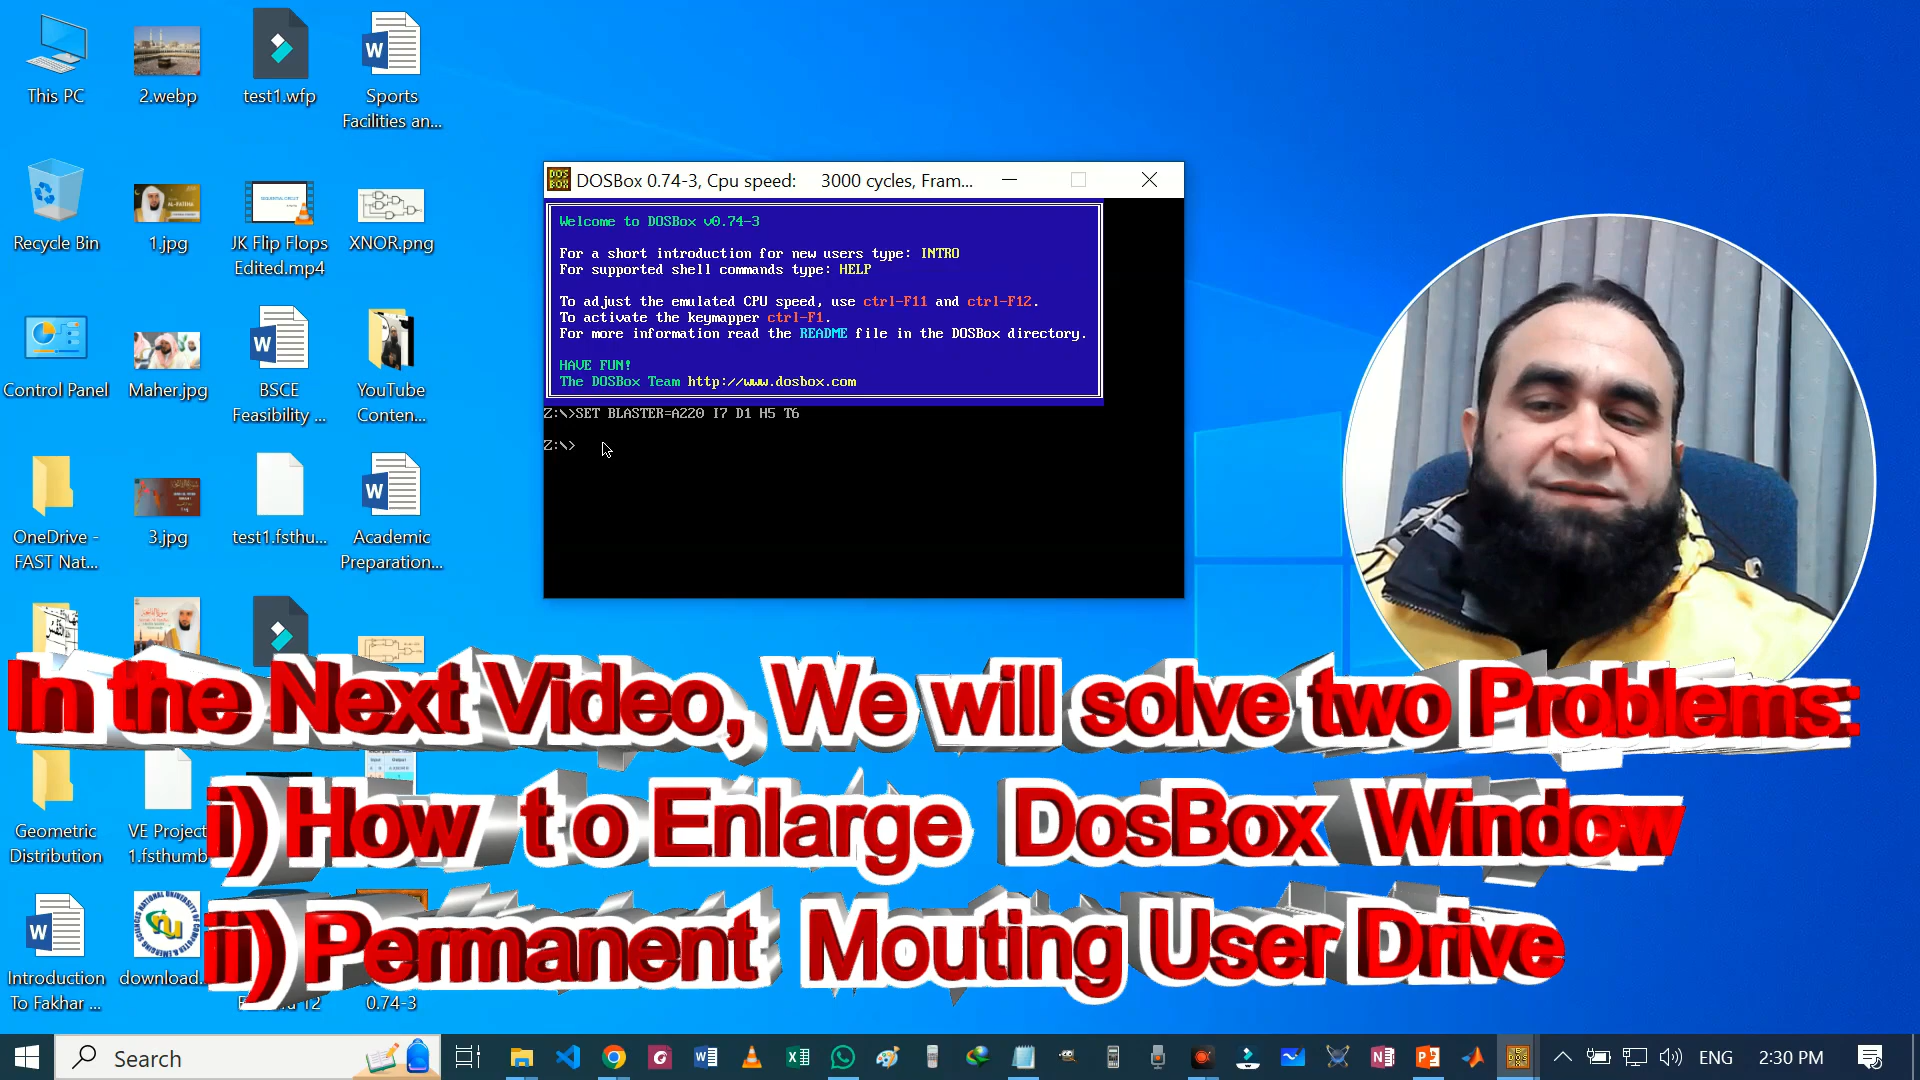 This PC
2.webp
test1.wfp
Sports
Facilities an...
Recycle Bin
1.jpg
JK Flip Flops
Edited.mp4
XNOR.png
Control Panel
Maher.jpg
BSCE
Feasibility ...
YouTube
Conten...
OneDrive -
FAST Nat...
3.jpg
test1.fsthu...
Academic
Preparation...
DOSBox 0.74-3, Cpu speed: 3000 cycles, Fram...
Welcome to DOSBox v0.74-3
For a short introduction for new users type: INTRO
For supported shell commands type: HELP
To adjust the emulated CPU speed, use ctrl-F11 and ctrl-F12.
To activate the keymapper ctrl-F1.
For more information read the README file in the DOSBox directory.
HAVE FUN!
The DOSBox Team http://www.dosbox.com
Z:\>SET BLASTER=A220 I7 D1 H5 T6
Z:\>
In the Next Video, We will solve two Problems:
i) How to Enlarge DosBox Window
ii) Permanent Mouting User Drive
Geometric
Distribution
VE Project
1.fsthumb
Introduction
To Fakhar ...
download.
12
0.74-3
Search
ENG
2:30 PM